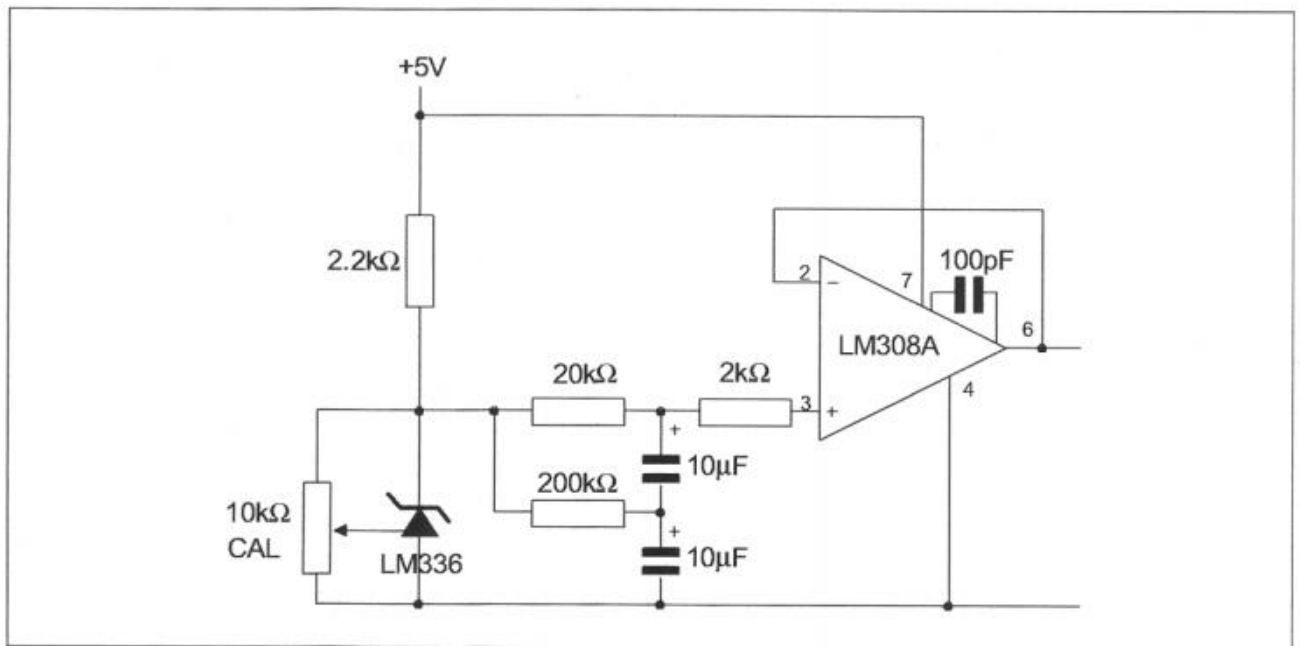 +5V
2.2kΩ
100pF
2
7
−
6
LM308A
20kΩ
2kΩ
4
3
+
+
10µF
200kΩ
10kΩ
CAL
+
LM336
10µF